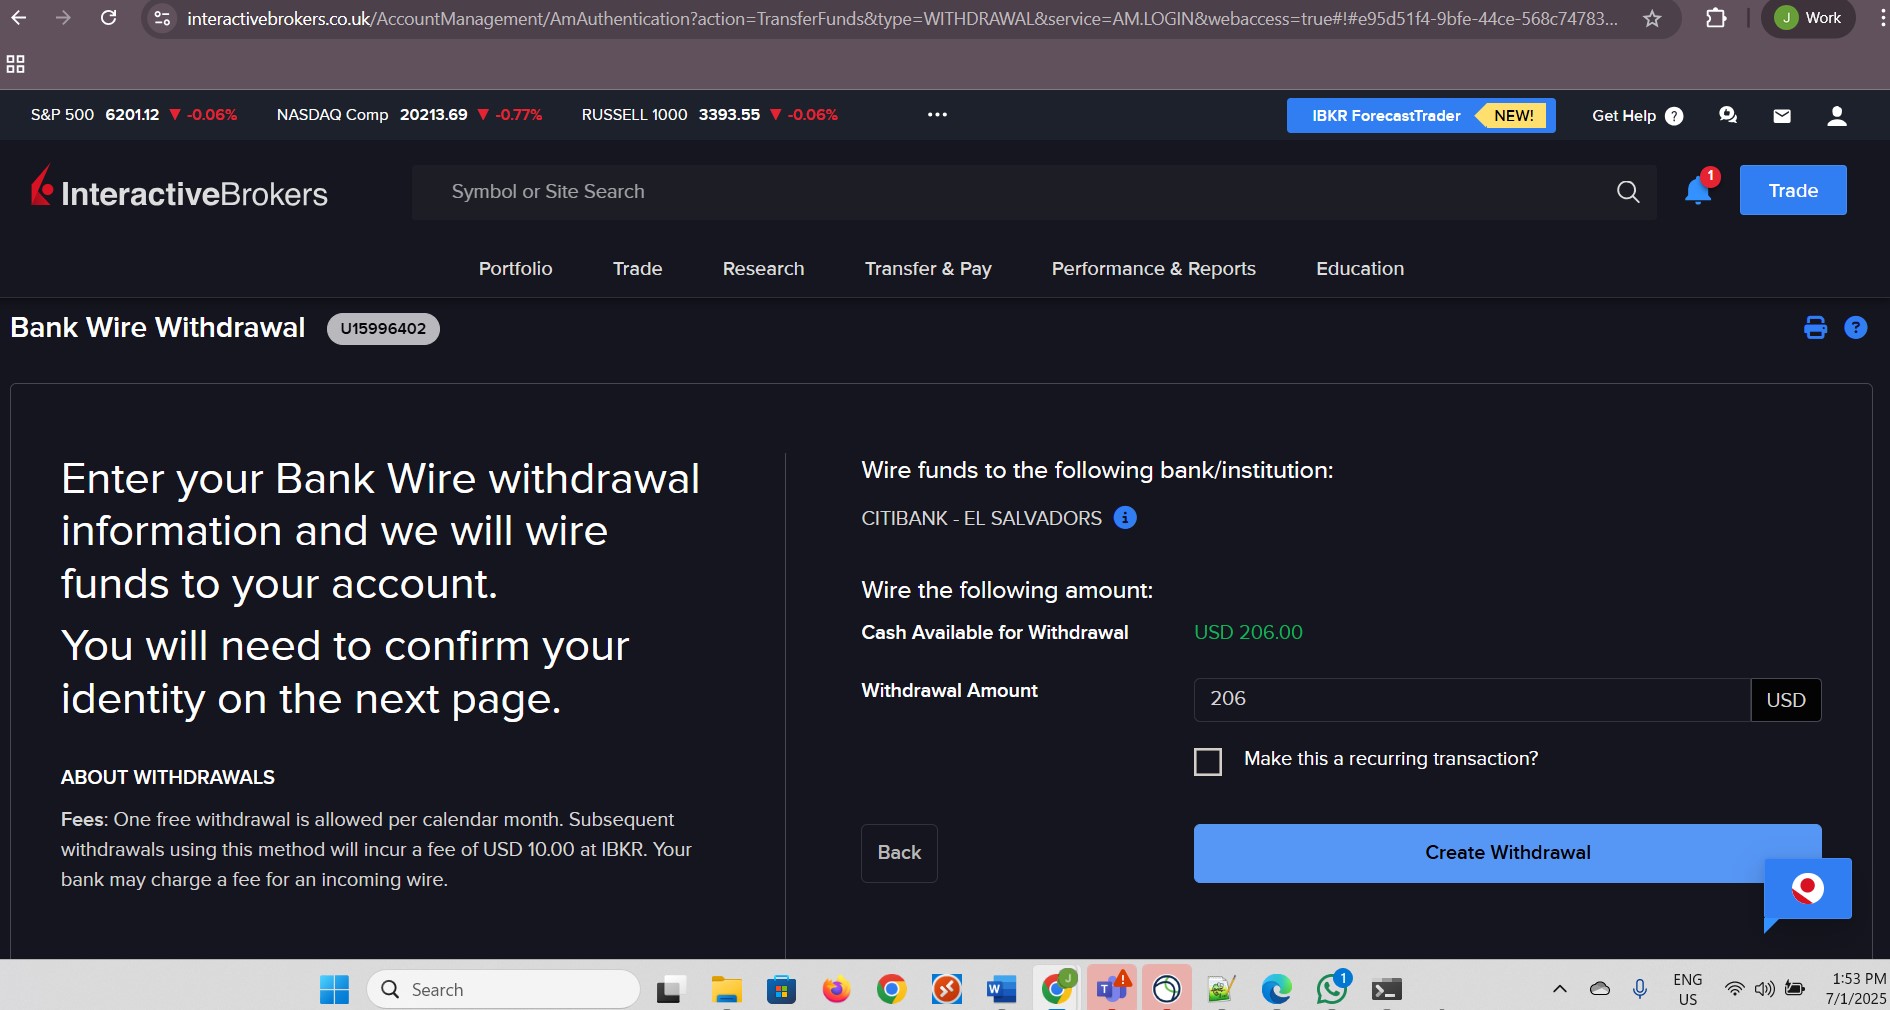 interactivebrokers.co.uk/AccountManagement/AmAuthentication?action=TransferFunds&type=WITHDRAWAL&service=AM.LOGIN&webaccess=true#!#e95d51f4-9bfe-44ce-568c74783...
J Work
S&P 500 6201.12 ▼ -0.06% NASDAQ Comp 20213.69 ▼ -0.77% RUSSELL 1000 3393.55 ▼ -0.06% ••• IBKR ForecastTrader NEW! Get Help ?
InteractiveBrokers Symbol or Site Search 1 Trade
Portfolio Trade Research Transfer & Pay Performance & Reports Education
Bank Wire Withdrawal U15996402 ?
Enter your Bank Wire withdrawal
information and we will wire
funds to your account.
You will need to confirm your
identity on the next page.
ABOUT WITHDRAWALS
Fees: One free withdrawal is allowed per calendar month. Subsequent
withdrawals using this method will incur a fee of USD 10.00 at IBKR. Your
bank may charge a fee for an incoming wire.
Wire funds to the following bank/institution:
CITIBANK - EL SALVADORS i
Wire the following amount:
Cash Available for Withdrawal USD 206.00
Withdrawal Amount 206 USD
Make this a recurring transaction?
Back Create Withdrawal
Search W J T ! 1 ENG 1:53 PM
US 7/1/2025